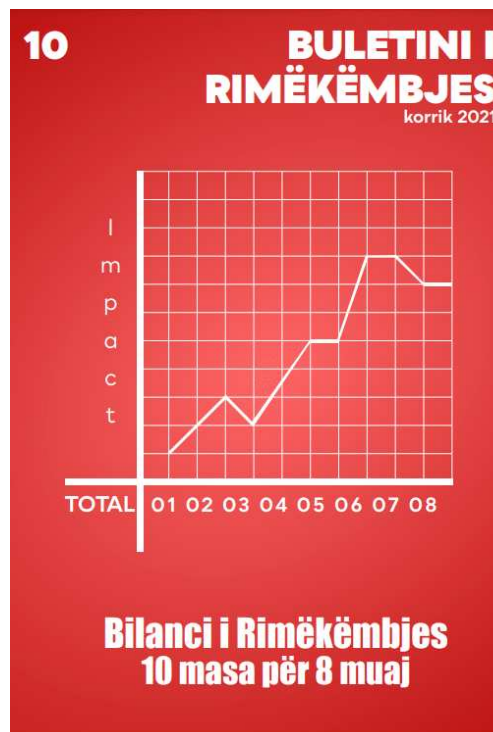 10
BULETINI I
RIMËKËMBJES
korrik 2021
Impact
TOTAL 01 02 03 04 05 06 07 08
Bilanci i Rimëkëmbjes
10 masa për 8 muaj